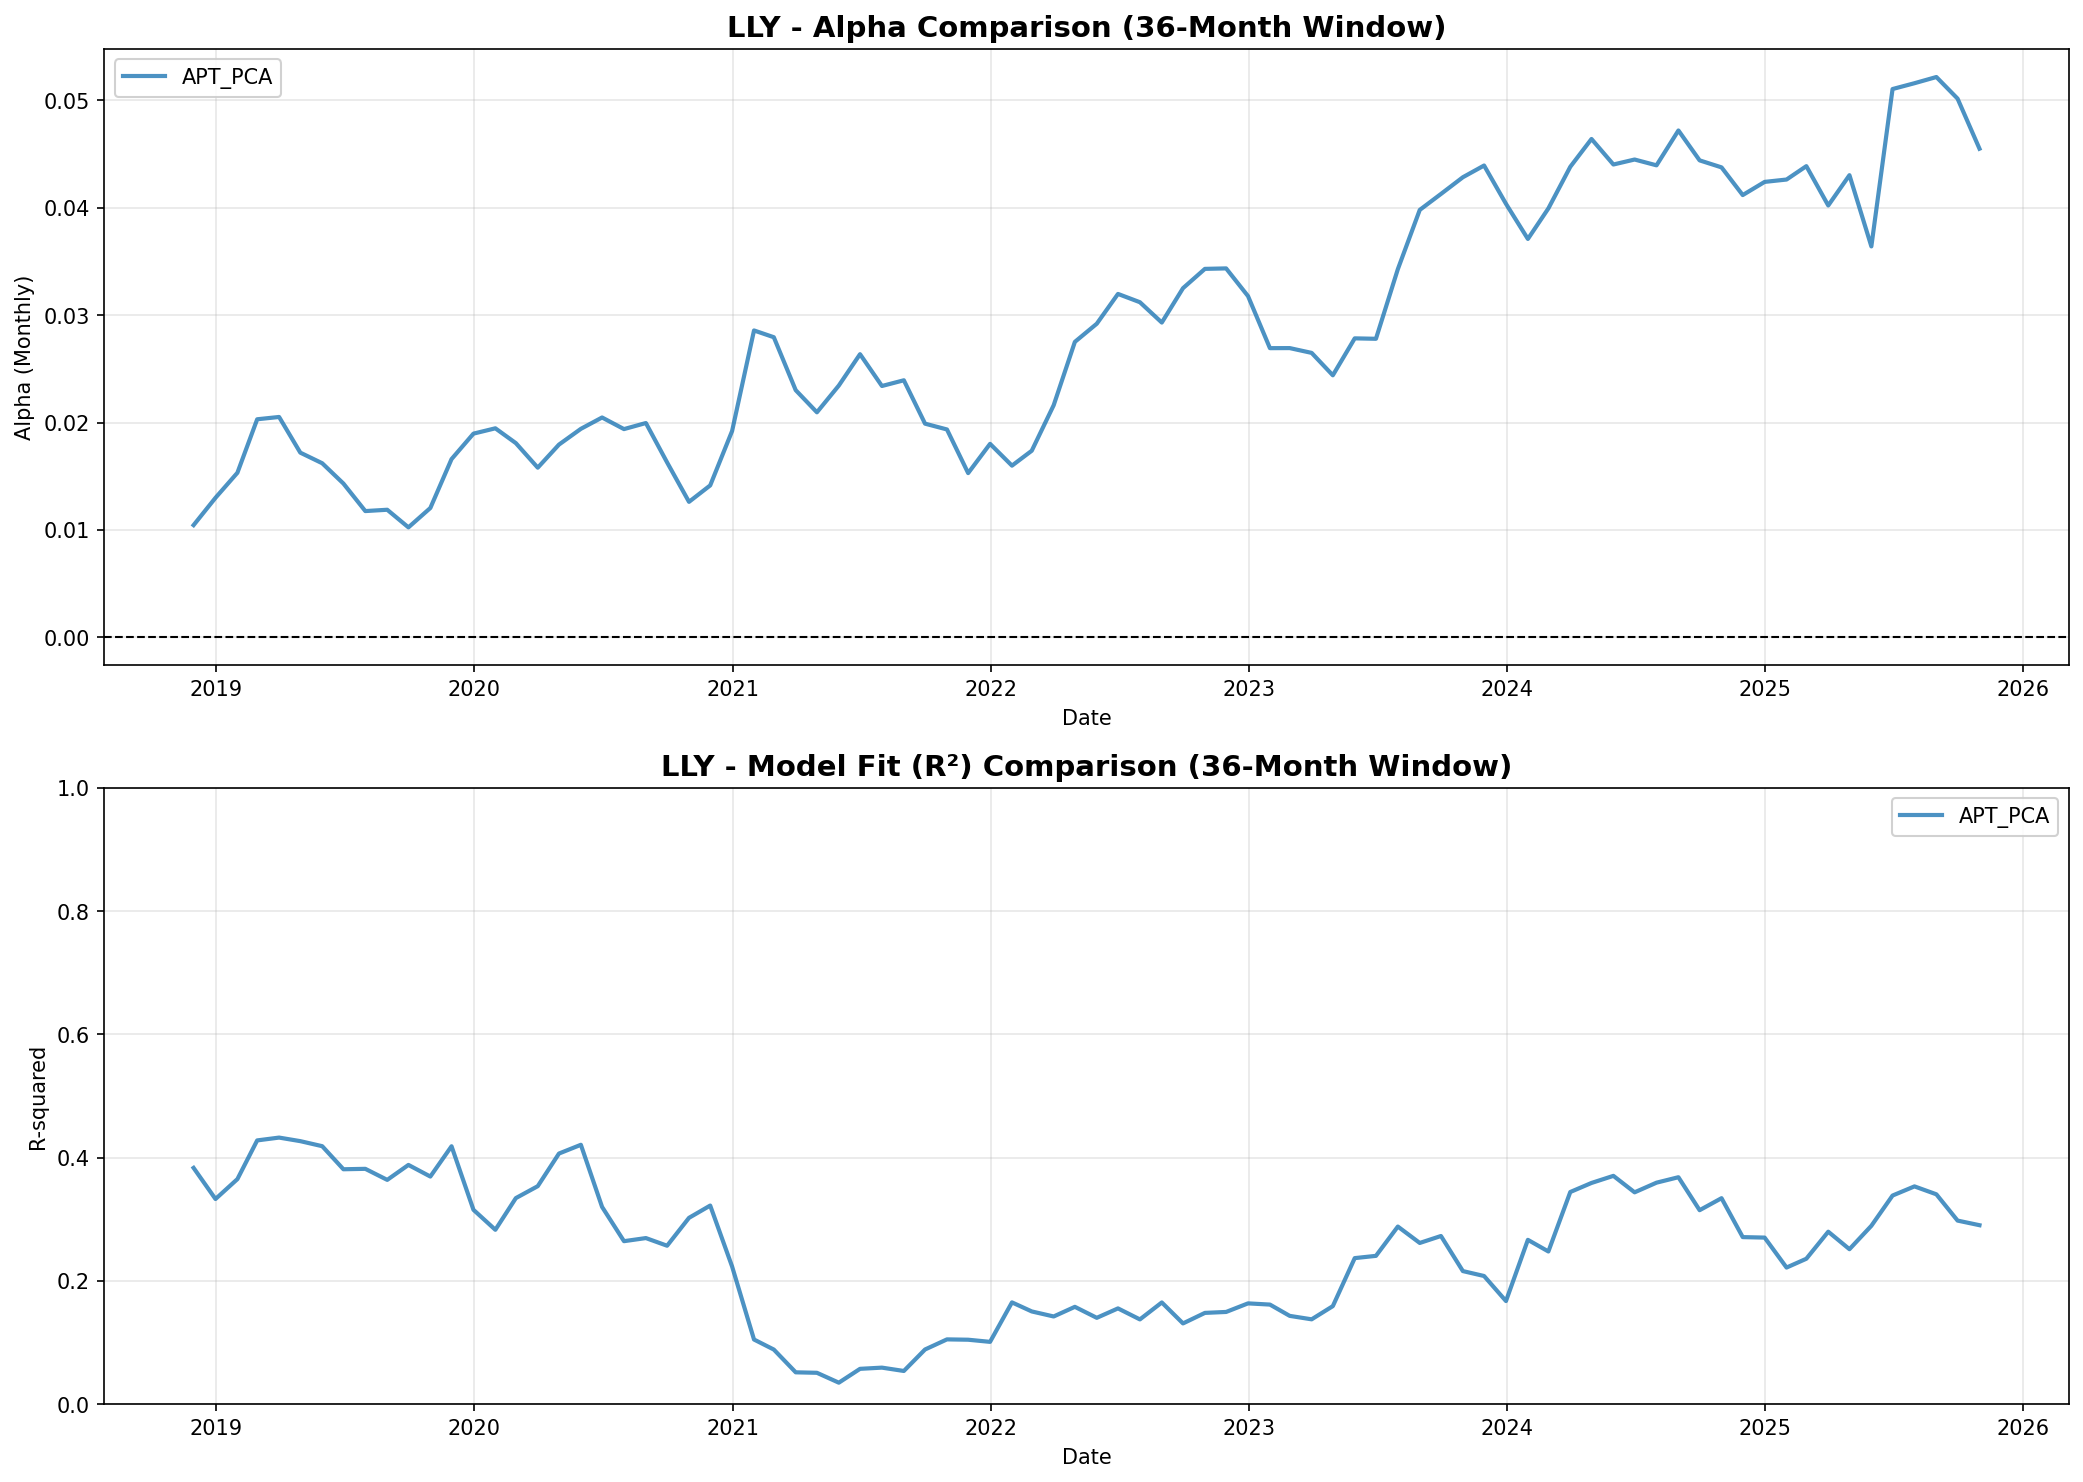 LLY - Alpha Comparison (36-Month Window)
APT_PCA
0.05
0.04
0.03
0.02
0.01
0.00
Alpha (Monthly)
2019 2020 2021 2022 2023 2024 2025 2026
Date
LLY - Model Fit (R²) Comparison (36-Month Window)
APT_PCA
1.0
0.8
0.6
0.4
0.2
0.0
R-squared
2019 2020 2021 2022 2023 2024 2025 2026
Date